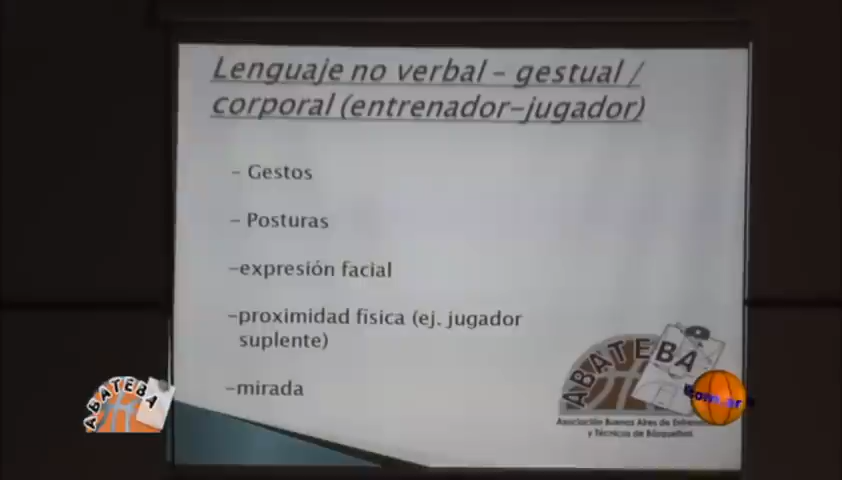 Lenguaje no verbal – gestual /
corporal (entrenador-jugador)
- Gestos
- Posturas
-expresión facial
-proximidad fisica (ej. jugador
suplente)
-mirada
ABATEBA
ABATEBA
Asociación Buenos Aires de
y Técnicos de Básquetbol